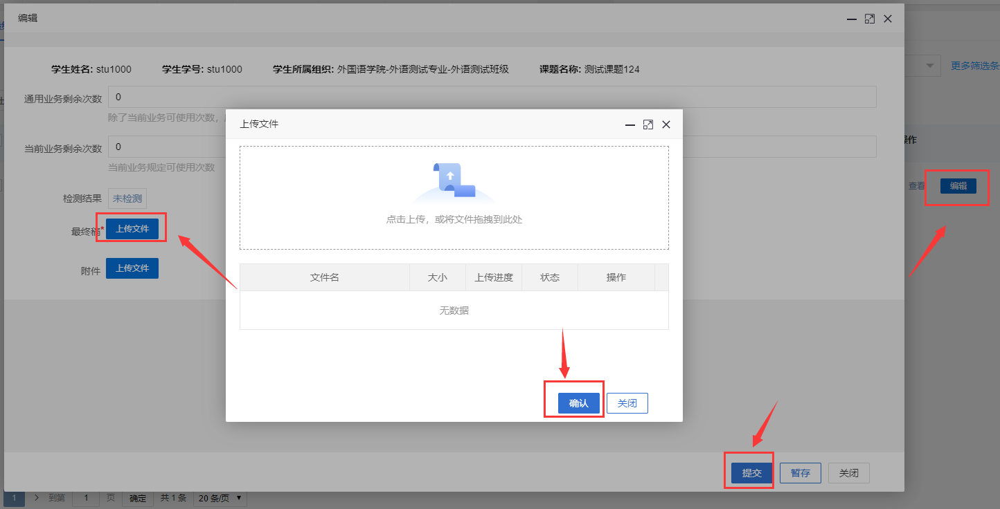 编辑
学生姓名: stu1000 学生学号: stu1000 学生所属组织: 外国语学院-外语测试专业-外语测试班级 课题名称: 测试课题124
更多筛选条
通用业务剩余次数 0
除了当前业务可使用次数，
上传文件
当前业务剩余次数 0
当前业务规定可使用次数
点击上传，或将文件拖拽到此处
操作
查看 编辑
检测结果 未检测
最终稿* 上传文件
附件 上传文件
文件名 大小 上传进度 状态 操作
无数据
确认 关闭
提交 暂存 关闭
1 到第 1 页 确定 共 1 条 20 条/页